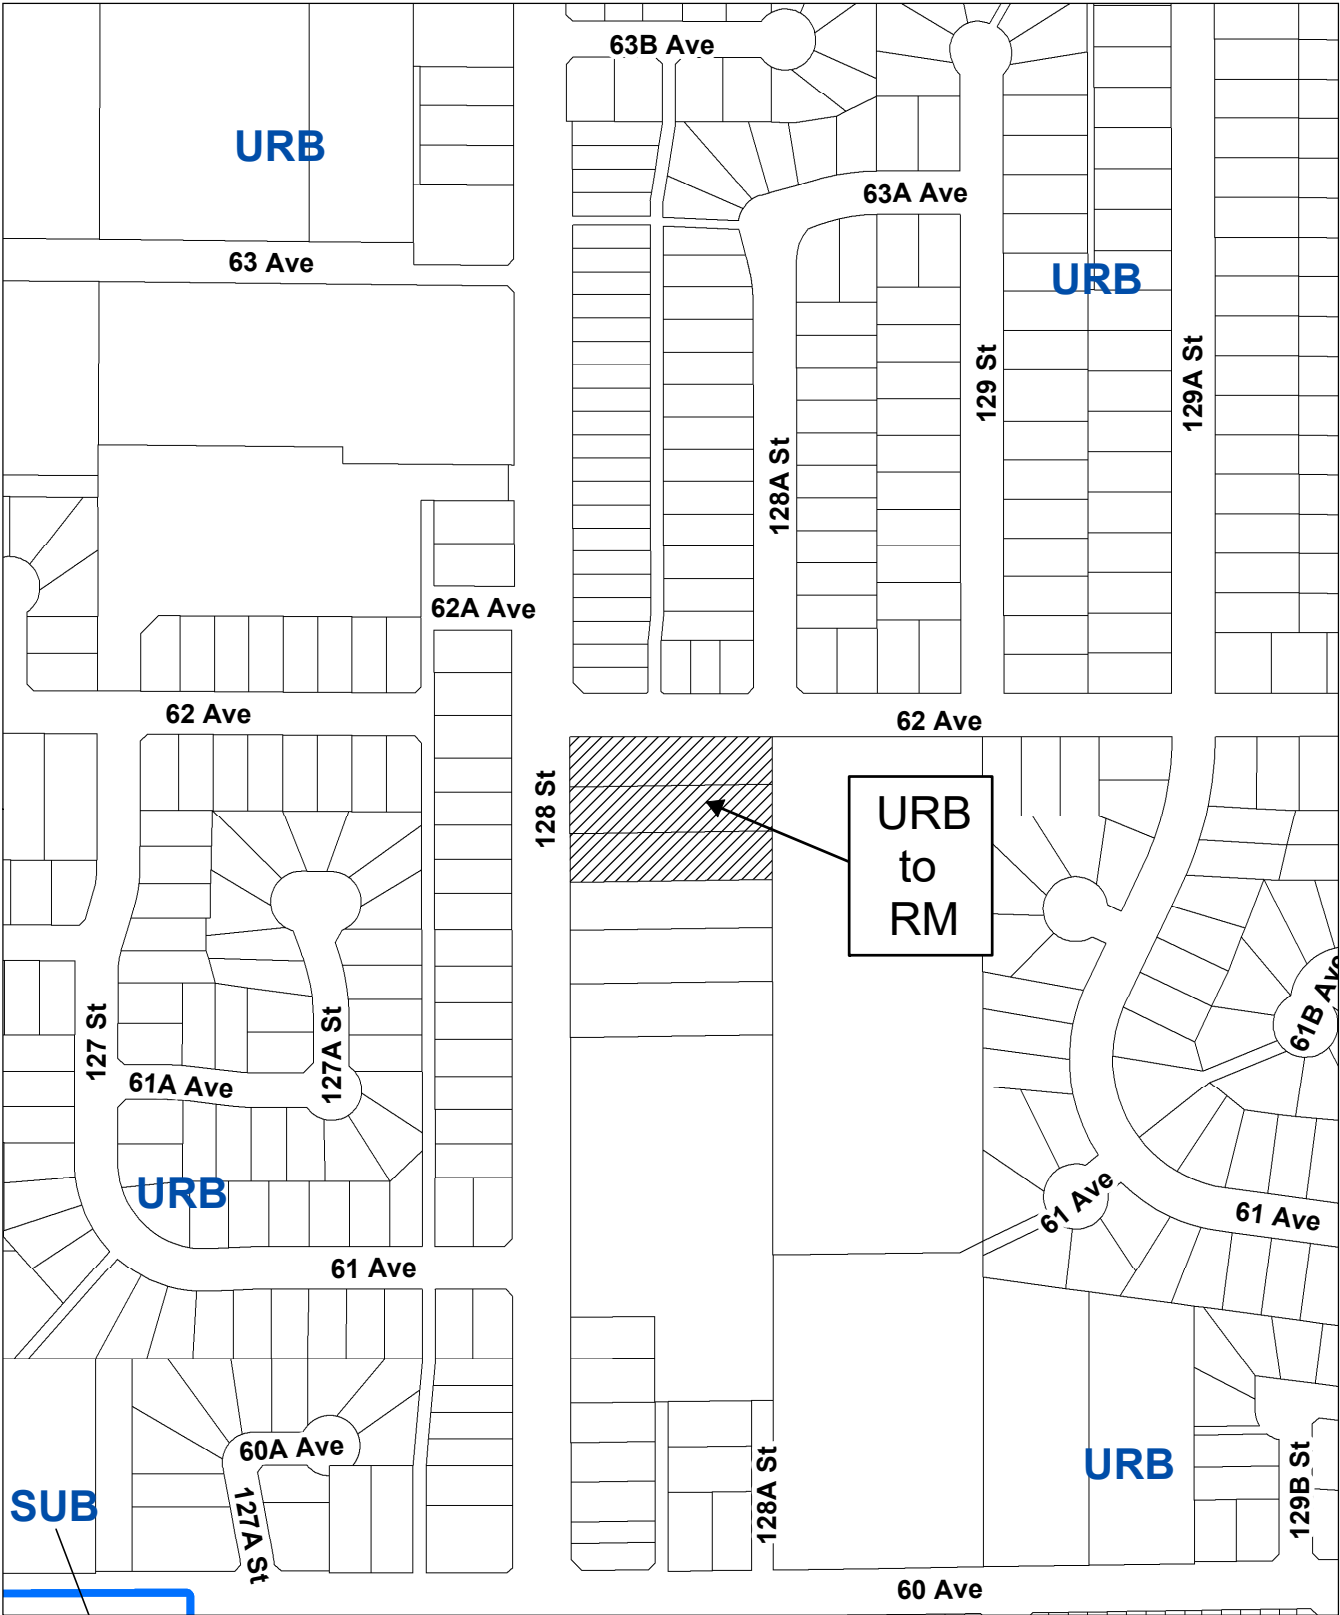 63B Ave
URB
63A Ave
63 Ave
URB
129 St
129A St
128A St
62A Ave
62 Ave
62 Ave
128 St
URB
to
RM
61B Ave
127 St
127A St
61A Ave
URB
61 Ave
61 Ave
61 Ave
60A Ave
URB
128A St
129B St
SUB
127A St
60 Ave